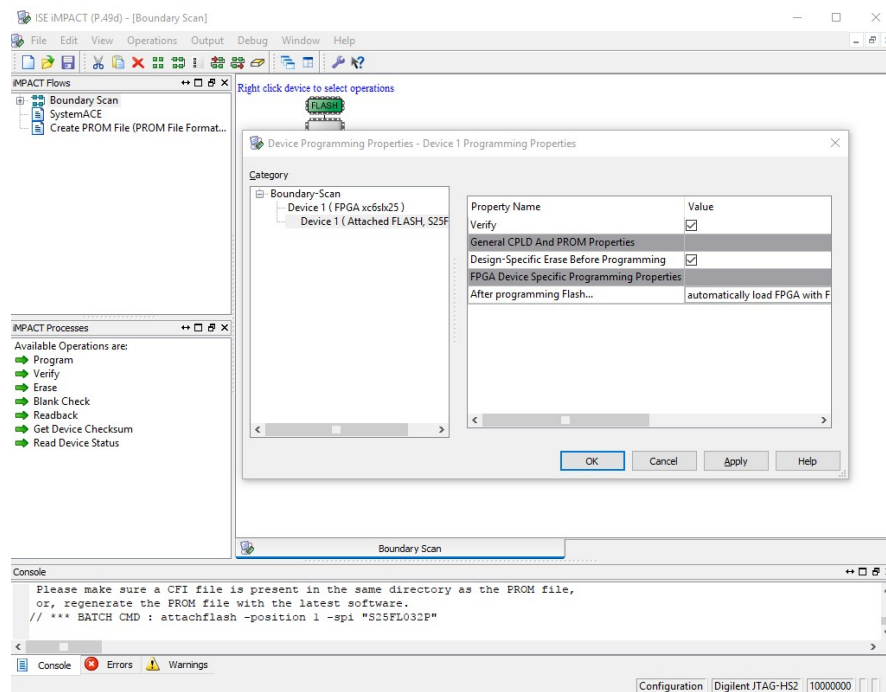 ISE iMPACT (P.49d) - [Boundary Scan]
File Edit View Operations Output Debug Window Help
iMPACT Flows
Boundary Scan
SystemACE
Create PROM File (PROM File Format...
Right click device to select operations
FLASH
Device Programming Properties - Device 1 Programming Properties
Category
Boundary-Scan
Device 1 ( FPGA xc6slx25 )
Device 1 ( Attached FLASH, S25F
Property Name Value
Verify
General CPLD And PROM Properties
Design-Specific Erase Before Programming
FPGA Device Specific Programming Properties
After programming Flash... automatically load FPGA with F
OK Cancel Apply Help
iMPACT Processes
Available Operations are:
Program
Verify
Erase
Blank Check
Readback
Get Device Checksum
Read Device Status
Boundary Scan
Console
Please make sure a CFI file is present in the same directory as the PROM file,
or, regenerate the PROM file with the latest software.
// *** BATCH CMD : attachflash -position 1 -spi "S25FL032P"
Console Errors Warnings
Configuration Digilent JTAG-HS2 10000000